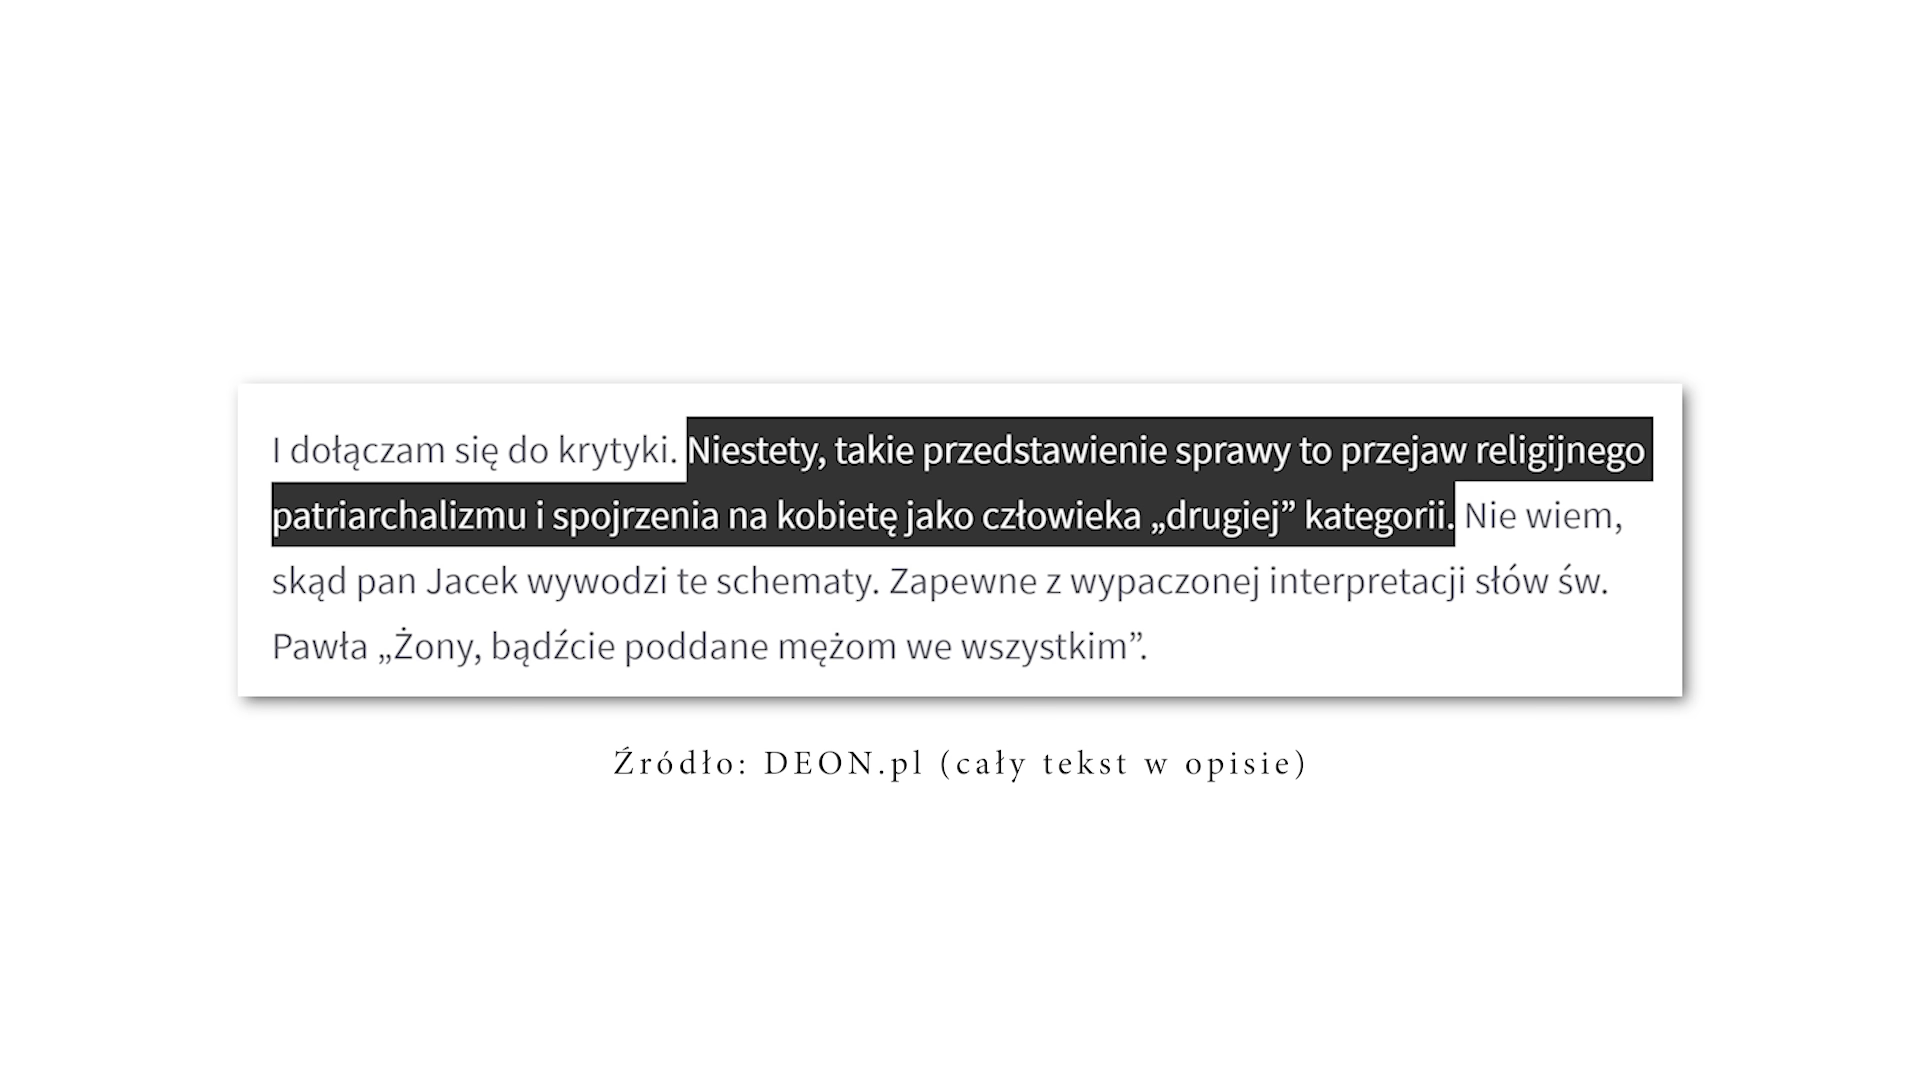 I dołączam się do krytyki. Niestety, takie przedstawienie sprawy to przejaw religijnego
patriarchalizmu i spojrzenia na kobietę jako człowieka „drugiej” kategorii. Nie wiem,
skąd pan Jacek wywodzi te schematy. Zapewne z wypaczonej interpretacji słów św.
Pawła „Żony, bądźcie poddane mężom we wszystkim”.
Źródło: DEON.pl (cały tekst w opisie)